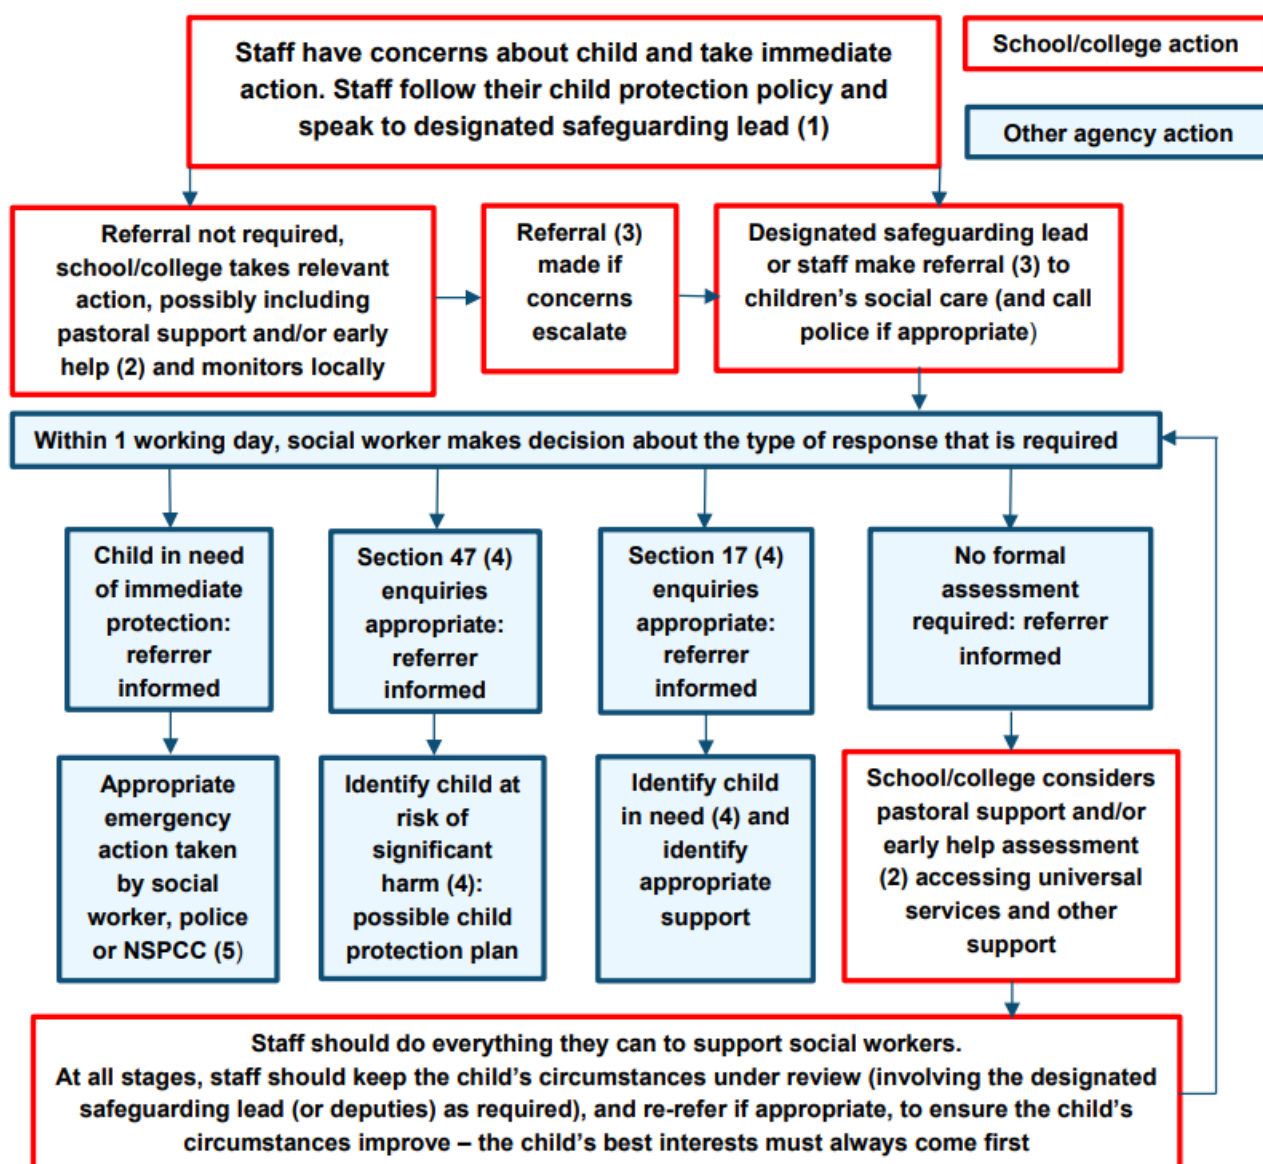 Staff have concerns about child and take immediate
action. Staff follow their child protection policy and
speak to designated safeguarding lead (1)
School/college action
Other agency action
Referral not required,
school/college takes relevant
action, possibly including
pastoral support and/or early
help (2) and monitors locally
Referral (3)
made if
concerns
escalate
Designated safeguarding lead
or staff make referral (3) to
children’s social care (and call
police if appropriate)
Within 1 working day, social worker makes decision about the type of response that is required
Child in need
of immediate
protection:
referrer
informed
Section 47 (4)
enquiries
appropriate:
referrer
informed
Section 17 (4)
enquiries
appropriate:
referrer
informed
No formal
assessment
required: referrer
informed
Appropriate
emergency
action taken
by social
worker, police
or NSPCC (5)
Identify child at
risk of
significant
harm (4):
possible child
protection plan
Identify child
in need (4) and
identify
appropriate
support
School/college considers
pastoral support and/or
early help assessment
(2) accessing universal
services and other
support
Staff should do everything they can to support social workers.
At all stages, staff should keep the child’s circumstances under review (involving the designated
safeguarding lead (or deputies) as required), and re-refer if appropriate, to ensure the child’s
circumstances improve – the child’s best interests must always come first